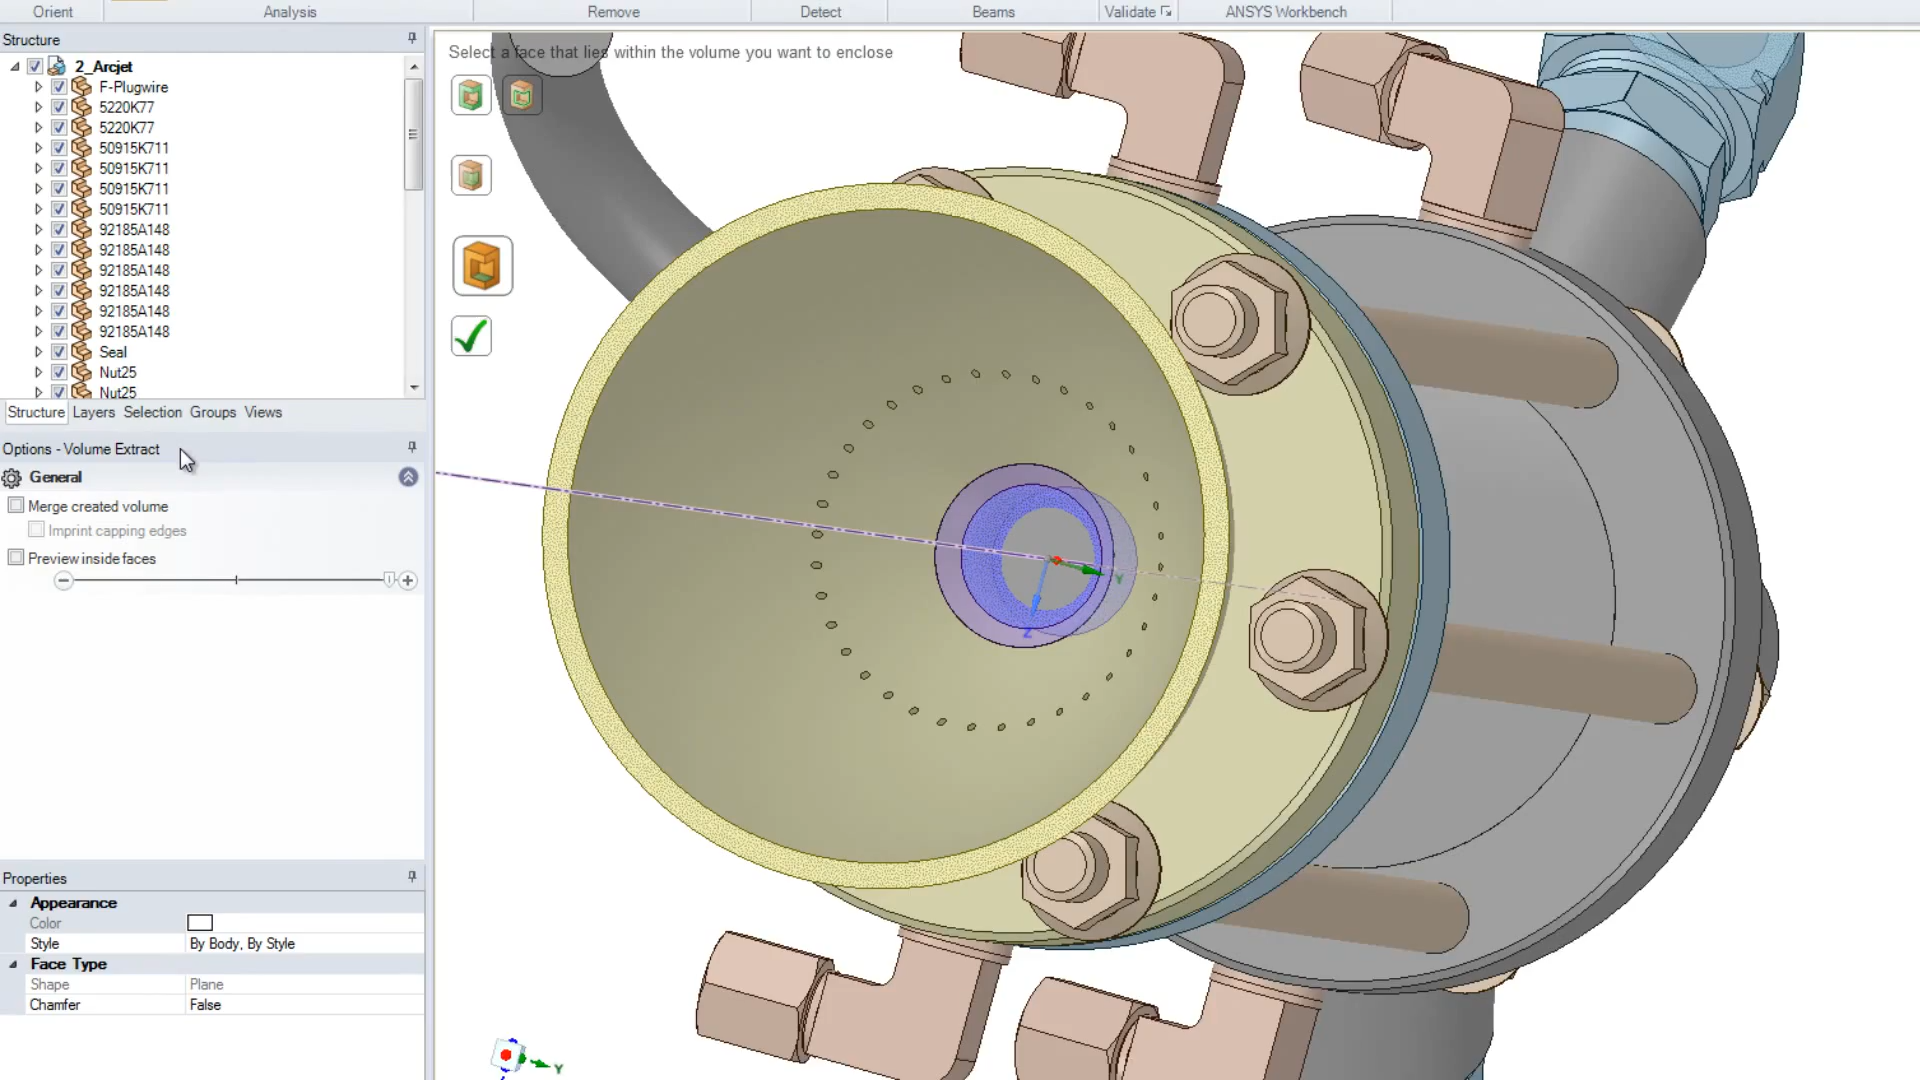 Orient Analysis Remove Detect Beams Validate ANSYS Workbench
Structure
2_Arcjet
F-Plugwire
5220K77
5220K77
50915K711
50915K711
50915K711
50915K711
92185A148
92185A148
92185A148
92185A148
92185A148
92185A148
Seal
Nut25
Nut25
Structure Layers Selection Groups Views
Options - Volume Extract
General
Merge created volume
Imprint capping edges
Preview inside faces
Properties
Appearance
Color
Style By Body, By Style
Face Type
Shape Plane
Chamfer False
Select a face that lies within the volume you want to enclose
Y
Z
Y